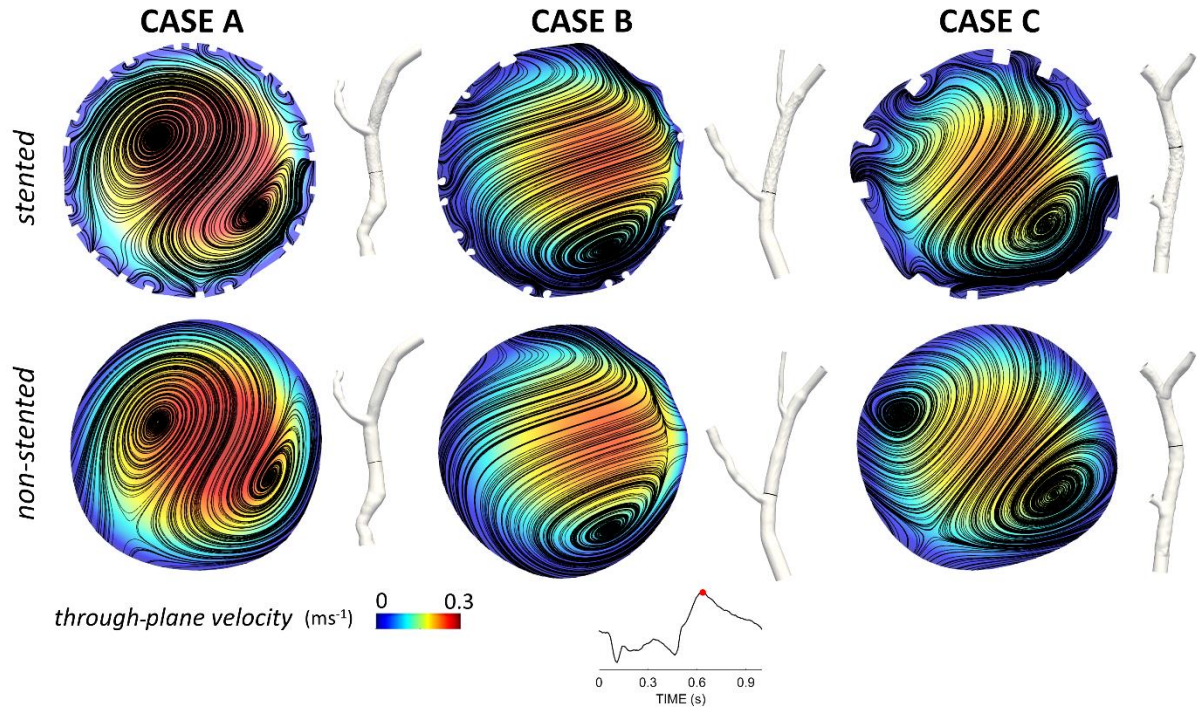 CASE A CASE B CASE C
stented
non-stented
through-plane velocity (ms⁻¹) 0 0.3
0 0.3 0.6 0.9
TIME (s)